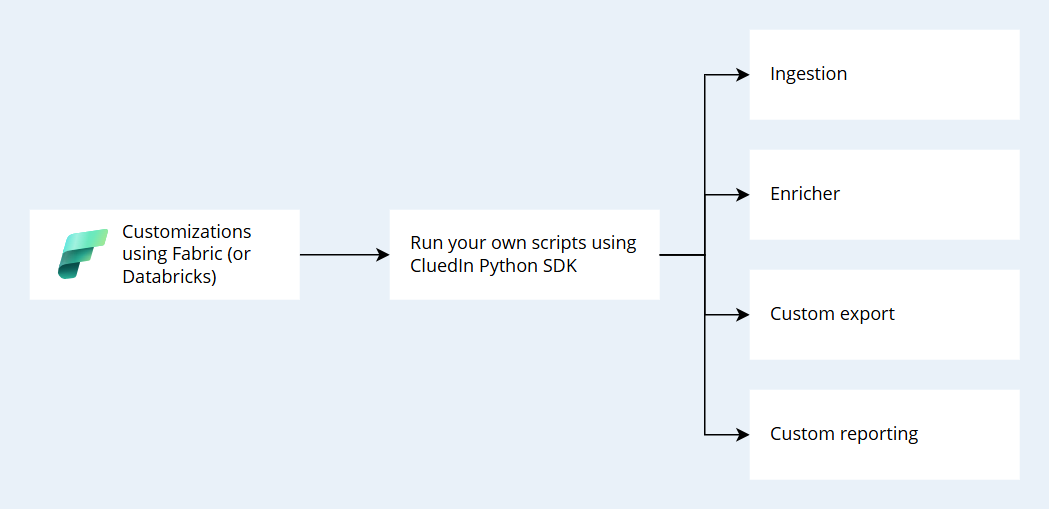 Customizations
using Fabric (or
Databricks)
Run your own scripts using
CluedIn Python SDK
Ingestion
Enricher
Custom export
Custom reporting